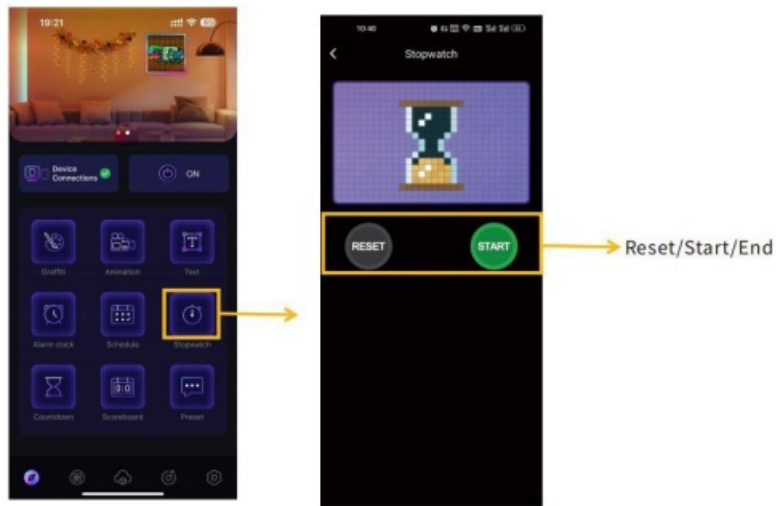 19:21
Device
Connections
ON
Graffiti
Animation
Text
Alarm clock
Schedule
Stopwatch
Countdown
Scoreboard
Preset
10:40
Stopwatch
RESET
START
Reset/Start/End